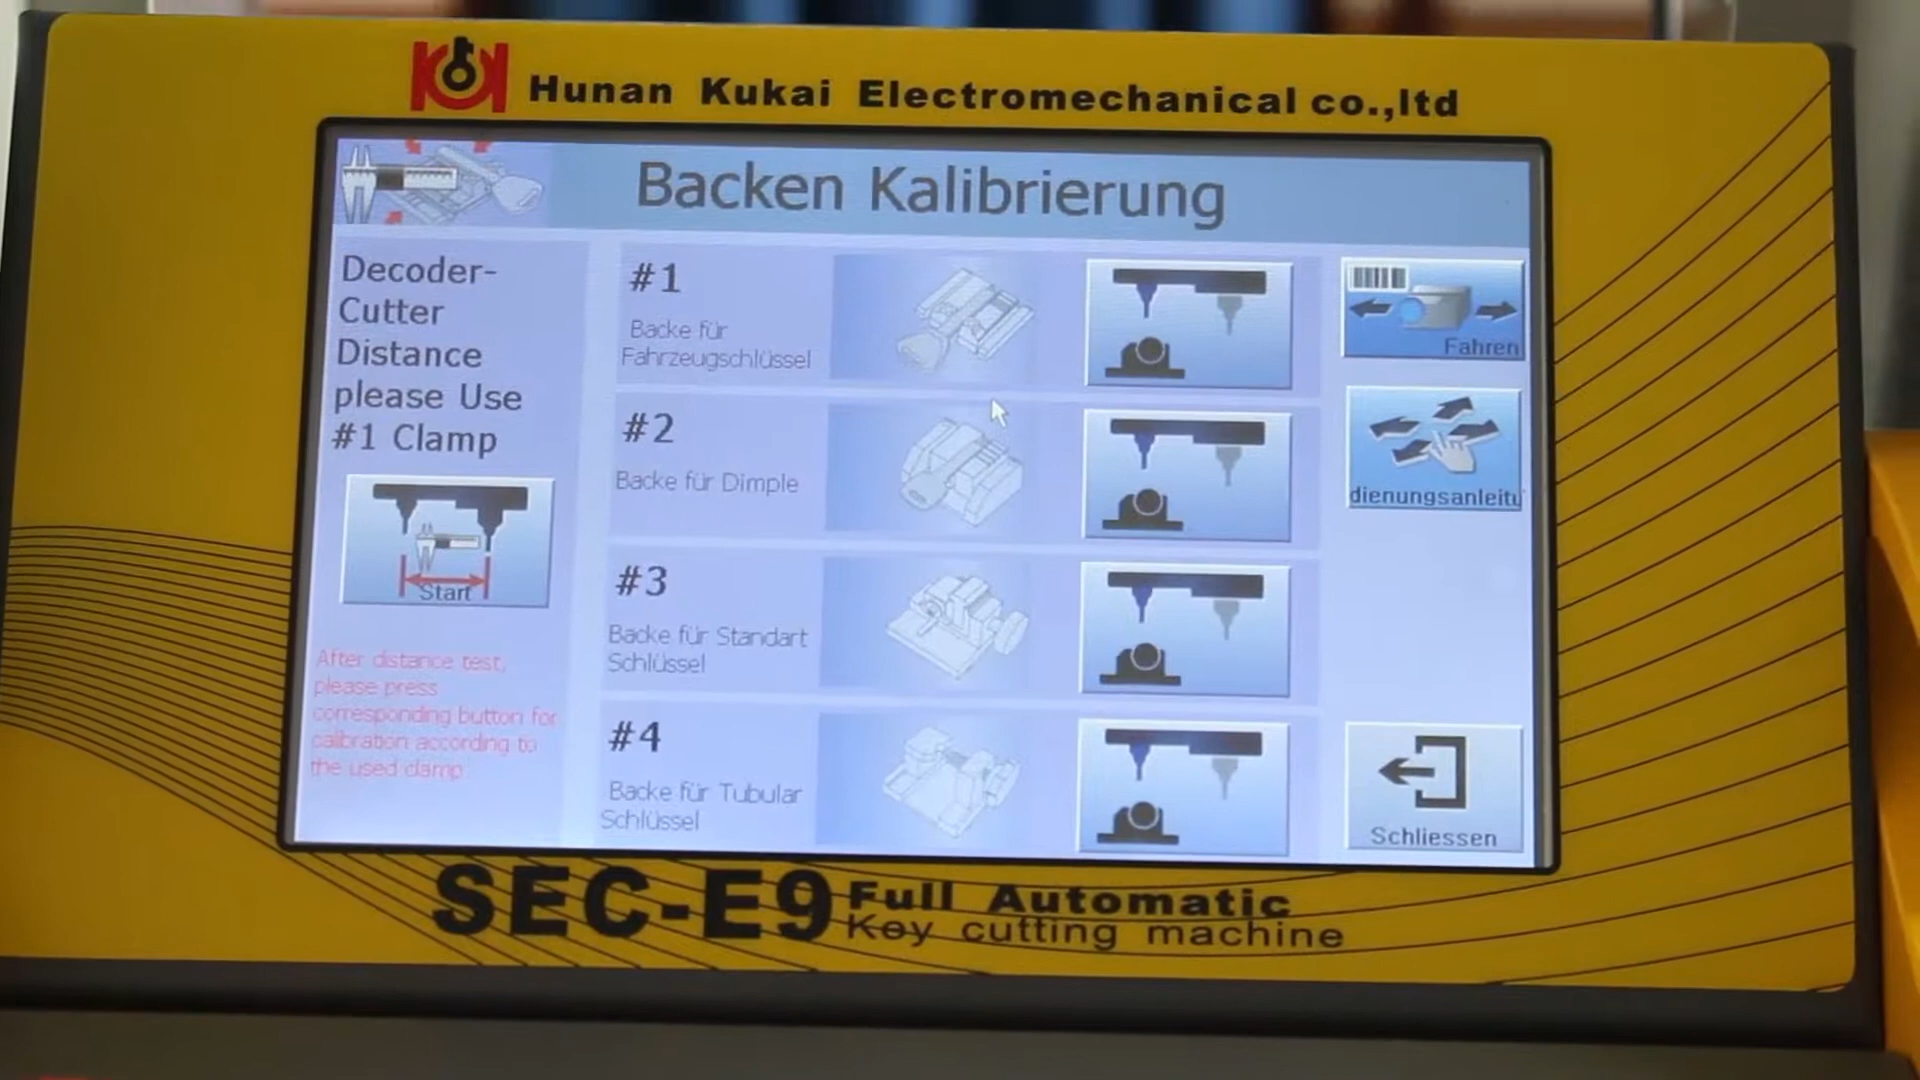 Hunan Kukai Electromechanical co.,ltd
Backen Kalibrierung
Decoder-
Cutter
Distance
please Use
#1 Clamp
Start
After distance test,
please press
corresponding button for
calibration according to
the used clamp
#1
Backe für
Fahrzeugschlüssel
#2
Backe für Dimple
#3
Backe für Standart
Schlüssel
#4
Backe für Tubular
Schlüssel
Fahren
dienungsanleitu
Schliessen
SEC-E9 Full Automatic
Key cutting machine